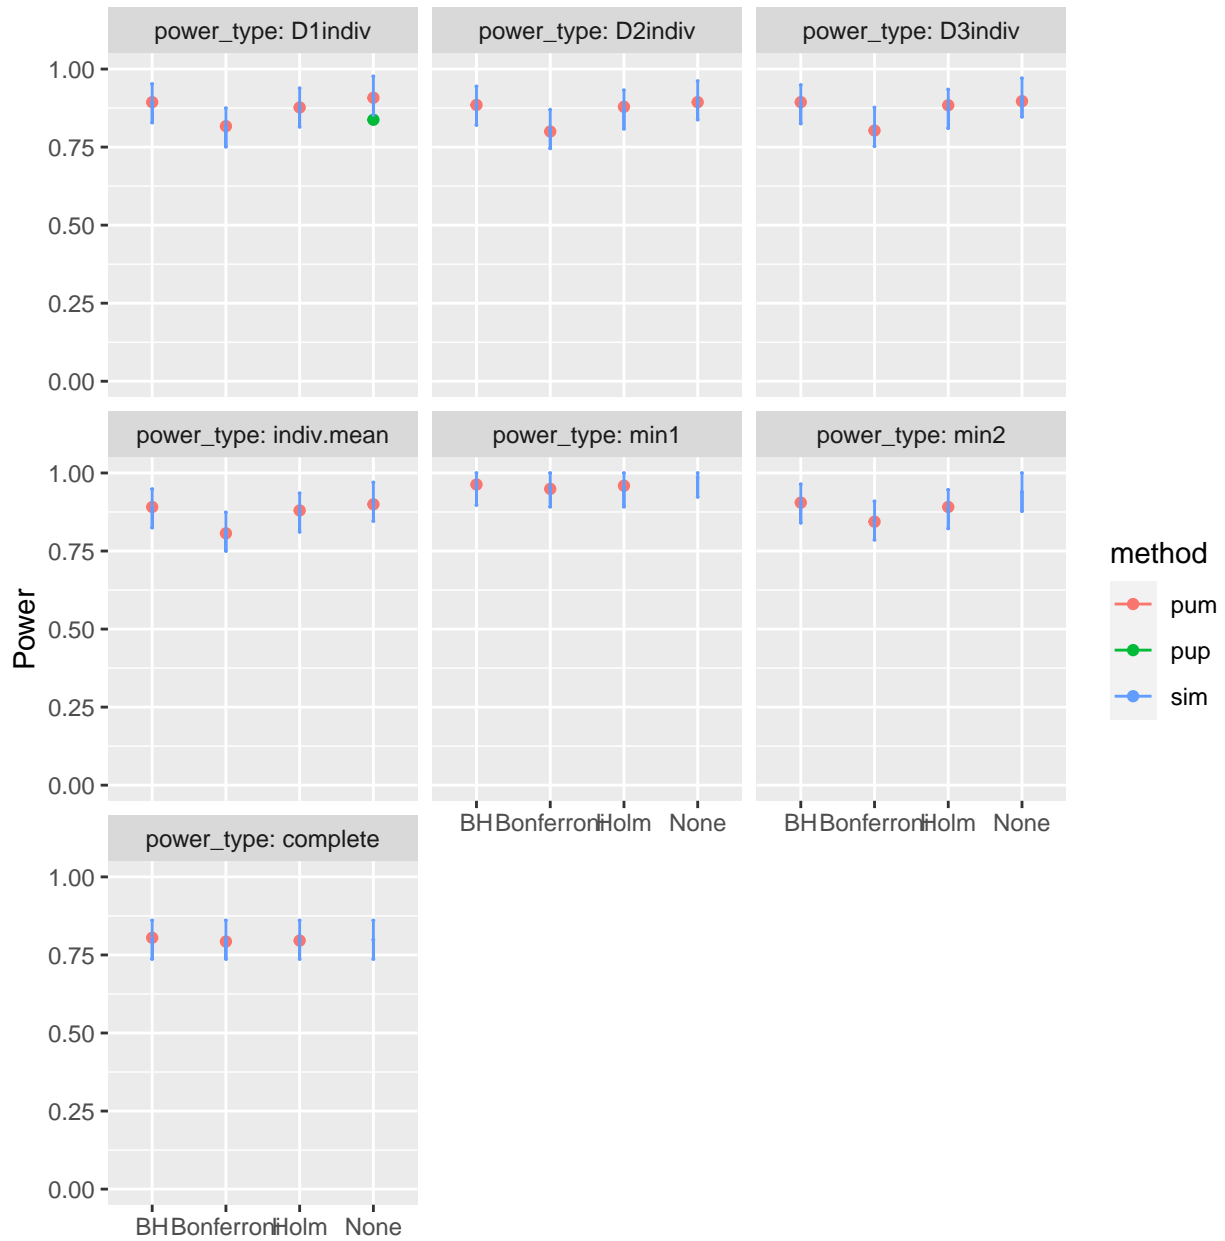 power_type: D1indiv power_type: D2indiv power_type: D3indiv
1.00
0.75
0.50
0.25
0.00
power_type: indiv.mean power_type: min1 power_type: min2
1.00
0.75
0.50
0.25
0.00
BH Bonferroni Holm None BH Bonferroni Holm None
power_type: complete
1.00
0.75
0.50
0.25
0.00
BH Bonferroni Holm None
Power
method
pum
pup
sim